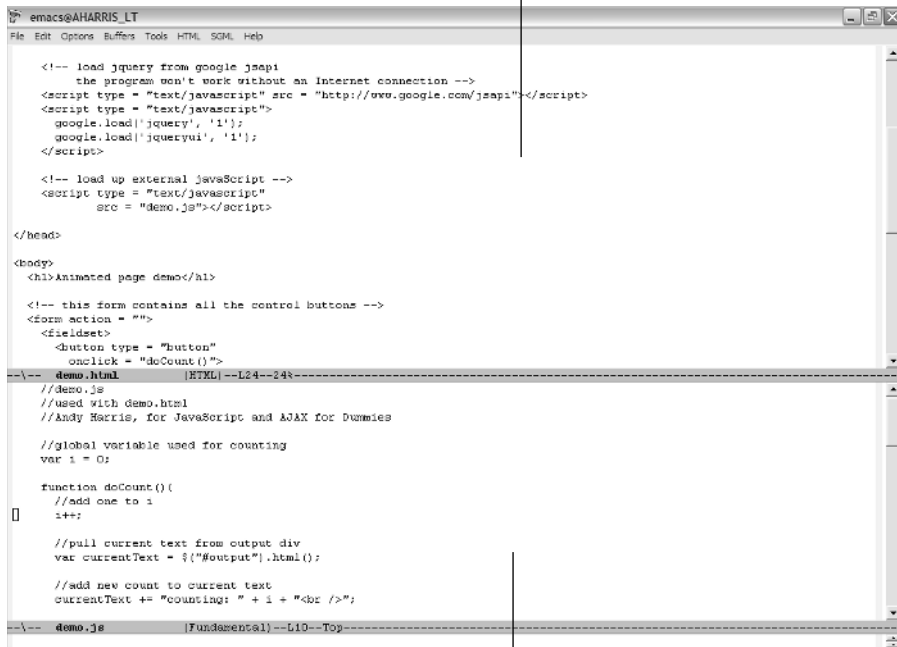 emacs@AHARRIS_LT
File Edit Options Buffers Tools HTML SGML Help
<!-- load jquery from google jsapi
the program won't work without an Internet connection -->
<script type = "text/javascript" src = "http://www.google.com/jsapi"></script>
<script type = "text/javascript">
google.load('jquery', '1');
google.load('jqueryui', '1');
</script>
<!-- load up external javaScript -->
<script type = "text/javascript"
src = "demo.js"></script>
</head>
<body>
<h1>Animated page demo</h1>
<!-- this form contains all the control buttons -->
<form action = "">
<fieldset>
<button type = "button"
onclick = "doCount()">
--\-- demo.html (HTML)--L24--24%--
//demo.js
//used with demo.html
//Andy Harris, for JavaScript and AJAX for Dummies
//global variable used for counting
var i = 0;
function doCount(){
//add one to i
i++;
//pull current text from output div
var currentText = $("#output").html();
//add new count to current text
currentText += "counting: " + i + "<br />";
--\-- demo.js (Fundamental)--L10--Top--